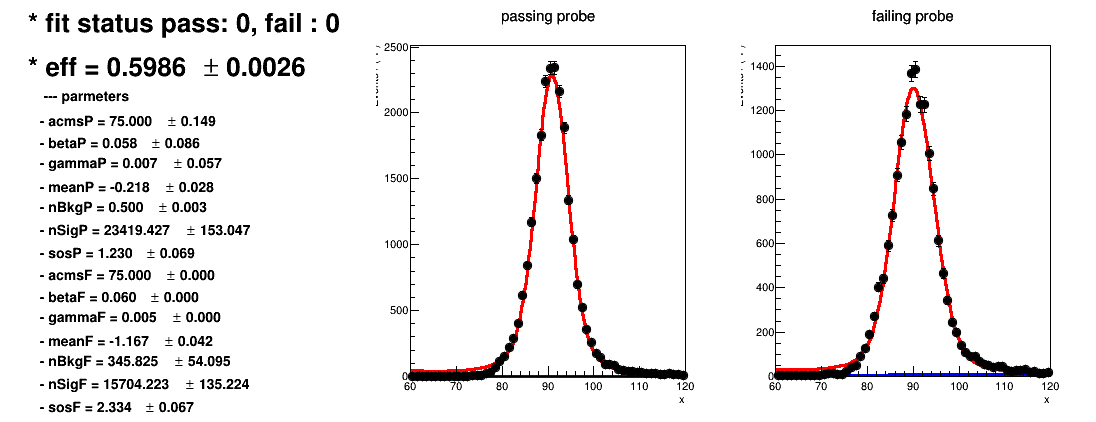 * fit status pass: 0, fail : 0
* eff = 0.5986 ± 0.0026
--- parmeters
- acmsP = 75.000 ± 0.149
- betaP = 0.058 ± 0.086
- gammaP = 0.007 ± 0.057
- meanP = -0.218 ± 0.028
- nBkgP = 0.500 ± 0.003
- nSigP = 23419.427 ± 153.047
- sosP = 1.230 ± 0.069
- acmsF = 75.000 ± 0.000
- betaF = 0.060 ± 0.000
- gammaF = 0.005 ± 0.000
- meanF = -1.167 ± 0.042
- nBkgF = 345.825 ± 54.095
- nSigF = 15704.223 ± 135.224
- sosF = 2.334 ± 0.067
passing probe
2500
2000
1500
1000
500
0
60 70 80 90 100 110 120
x
failing probe
1400
1200
1000
800
600
400
200
0
60 70 80 90 100 110 120
x